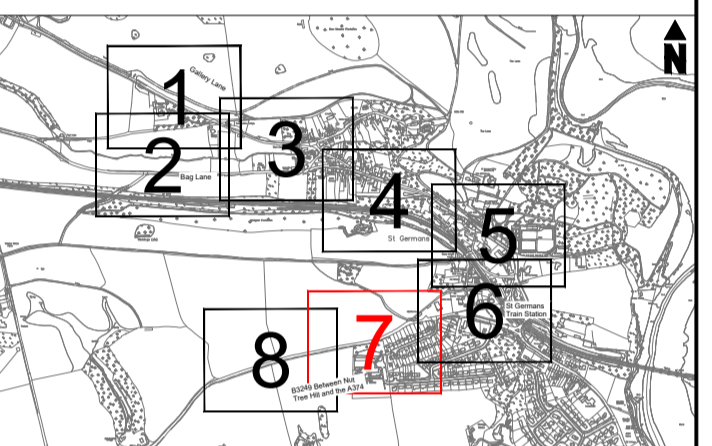 N
1
Gallery Lane
3
2
Bag Lane
4
St Germans
5
6
St Germans
Train Station
7
8
B3249 Between Nut
Tree Hill and the A374